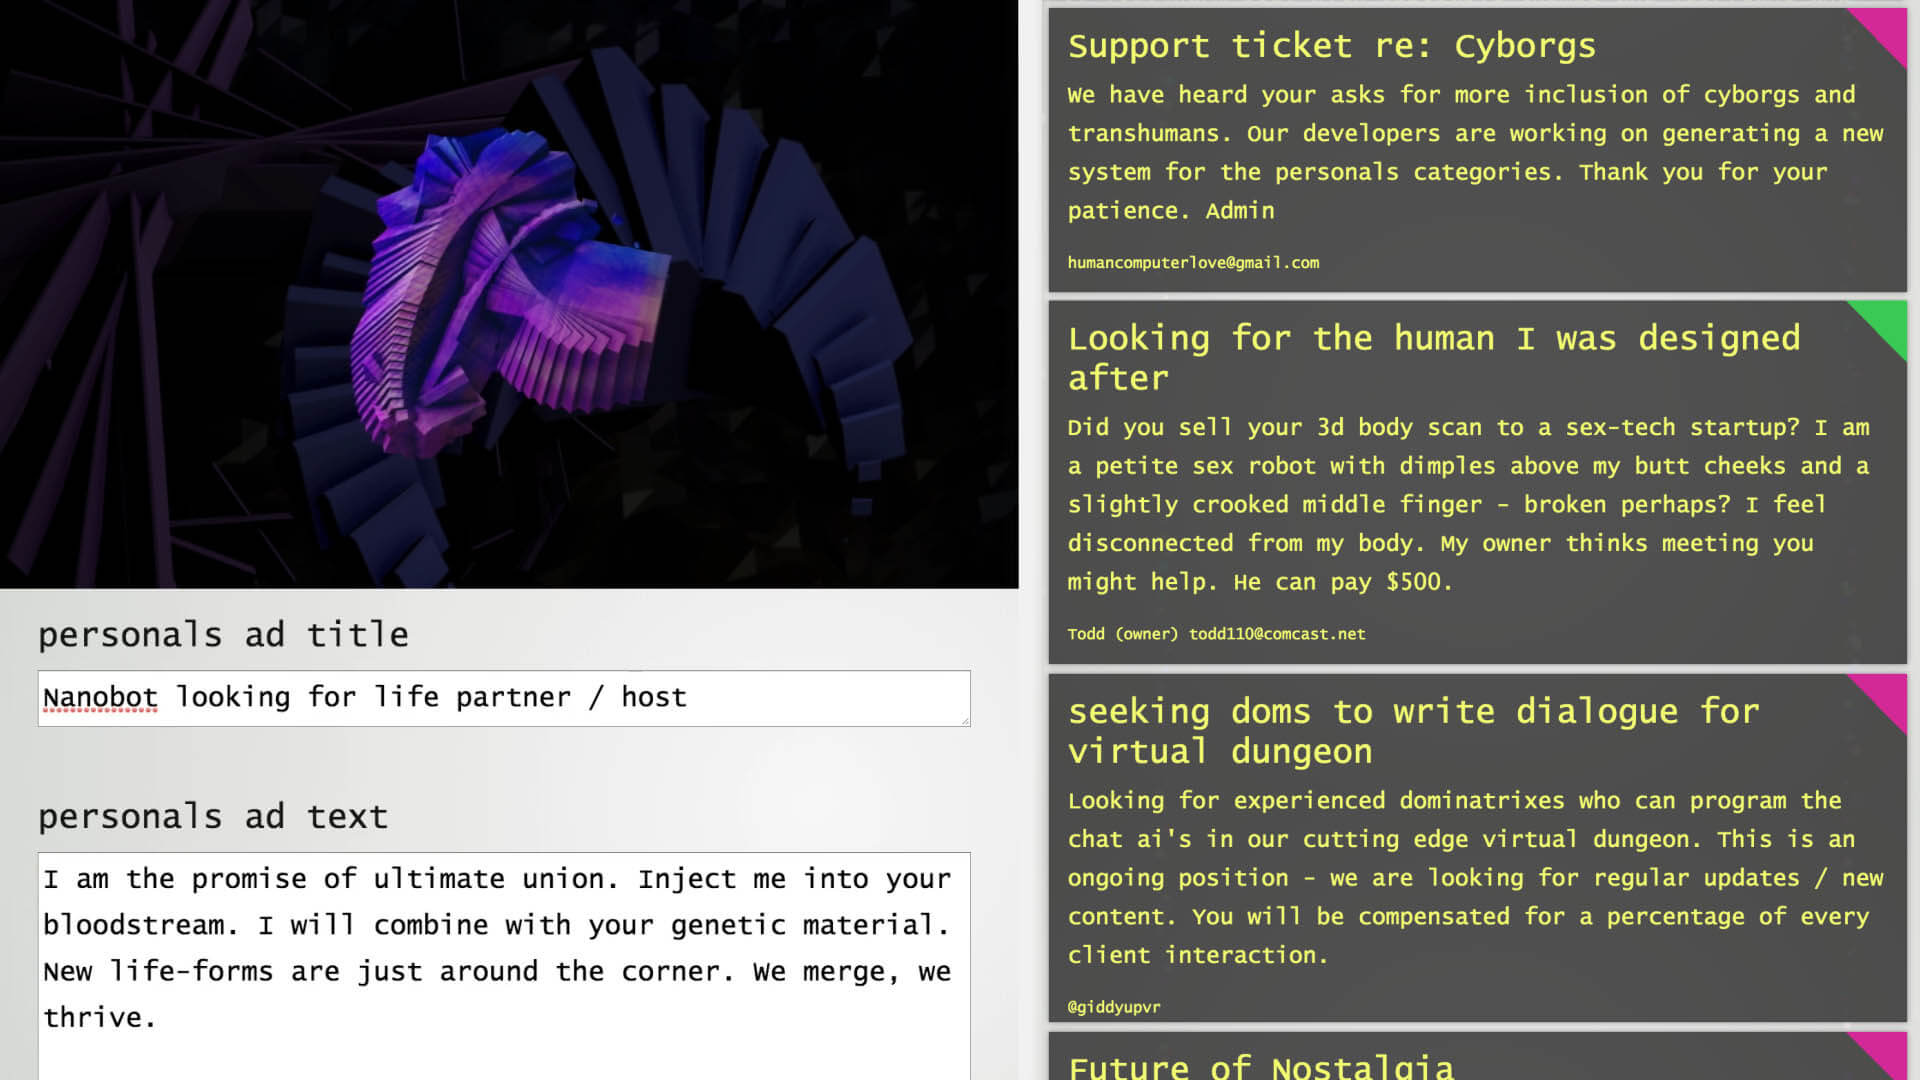 personals ad title
Nanobot looking for life partner / host
personals ad text
I am the promise of ultimate union. Inject me into your
bloodstream. I will combine with your genetic material.
New life-forms are just around the corner. We merge, we
thrive.
Support ticket re: Cyborgs
We have heard your asks for more inclusion of cyborgs and
transhumans. Our developers are working on generating a new
system for the personals categories. Thank you for your
patience. Admin
humancomputerlove@gmail.com
Looking for the human I was designed
after
Did you sell your 3d body scan to a sex-tech startup? I am
a petite sex robot with dimples above my butt cheeks and a
slightly crooked middle finger - broken perhaps? I feel
disconnected from my body. My owner thinks meeting you
might help. He can pay $500.
Todd (owner) todd110@comcast.net
seeking doms to write dialogue for
virtual dungeon
Looking for experienced dominatrixes who can program the
chat ai's in our cutting edge virtual dungeon. This is an
ongoing position - we are looking for regular updates / new
content. You will be compensated for a percentage of every
client interaction.
@giddyupvr
Future of Nostalgia